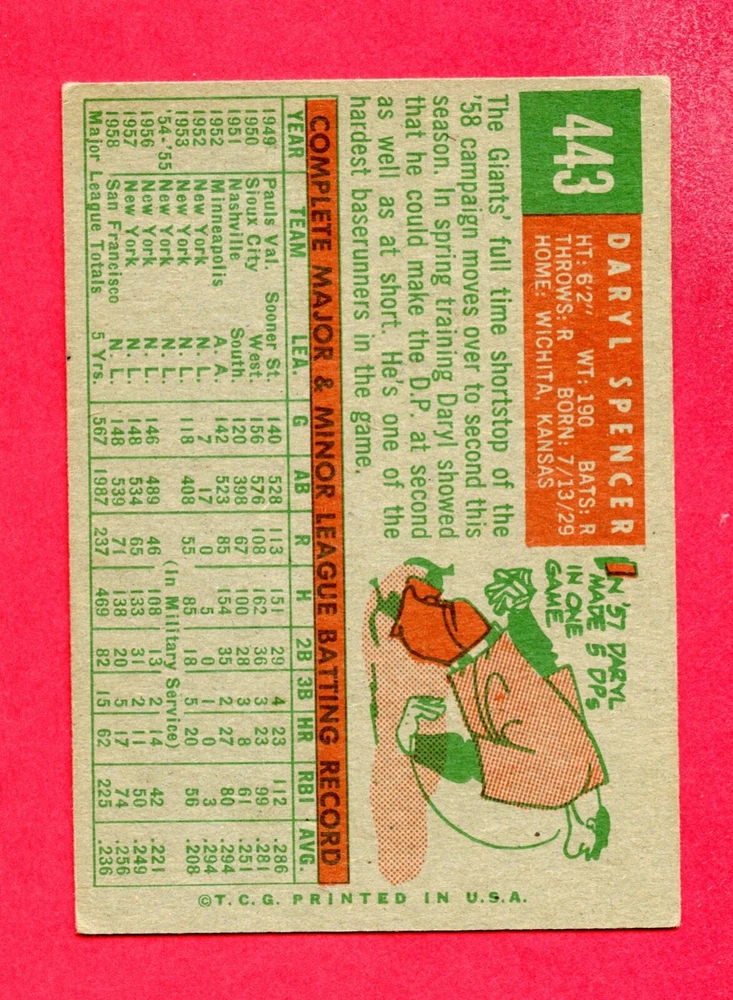 443
DARYL SPENCER
HT: 6'2" WT: 190 BATS: R
THROWS: R BORN: 7/13/29
HOME: WICHITA, KANSAS
The Giants' full time shortstop of the
'58 campaign moves over to second this
season. In spring training Daryl showed
that he could make the D.P. at second
as well as at short. He's one of the
hardest baserunners in the game.
IN '57 DARYL
MADE 5 DPs
IN ONE
GAME
COMPLETE MAJOR & MINOR LEAGUE BATTING RECORD
YEAR TEAM LEA G AB R H 2B 3B HR RBI AVG.
1949 Pauls Val. Sooner St. 140 528 113 151 29 4 23 112 .286
1950 Sioux City West. 156 576 108 162 36 3 23 99 .281
1951 Nashville South. 120 398 67 100 28 6 8 61 .251
1952 Minneapolis A. A. 142 523 85 154 35 2 27 80 .294
1952 New York N. L. 7 17 0 5 0 1 0 3 .294
1953 New York N. L. 118 408 55 85 18 5 20 56 .208
'54-'55 New York N. L. (In Military Service)
1956 New York N. L. 146 489 46 108 13 2 14 42 .221
1957 New York N. L. 148 534 65 133 31 2 11 50 .249
1958 San Francisco N. L. 148 539 71 138 20 5 17 74 .256
Major League Totals 5 Yrs. 567 1987 237 469 82 15 62 225 .236
©T.C.G. PRINTED IN U.S.A.